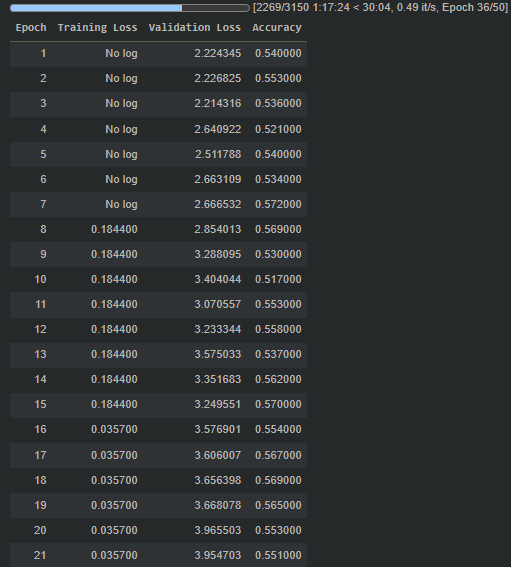 [2269/3150 1:17:24 < 30:04, 0.49 it/s, Epoch 36/50]
Epoch Training Loss Validation Loss Accuracy
1 No log 2.224345 0.540000
2 No log 2.226825 0.553000
3 No log 2.214316 0.536000
4 No log 2.640922 0.521000
5 No log 2.511788 0.540000
6 No log 2.663109 0.534000
7 No log 2.666532 0.572000
8 0.184400 2.854013 0.569000
9 0.184400 3.288095 0.530000
10 0.184400 3.404044 0.517000
11 0.184400 3.070557 0.553000
12 0.184400 3.233344 0.558000
13 0.184400 3.575033 0.537000
14 0.184400 3.351683 0.562000
15 0.184400 3.249551 0.570000
16 0.035700 3.576901 0.554000
17 0.035700 3.606007 0.567000
18 0.035700 3.656398 0.569000
19 0.035700 3.668078 0.565000
20 0.035700 3.965503 0.553000
21 0.035700 3.954703 0.551000